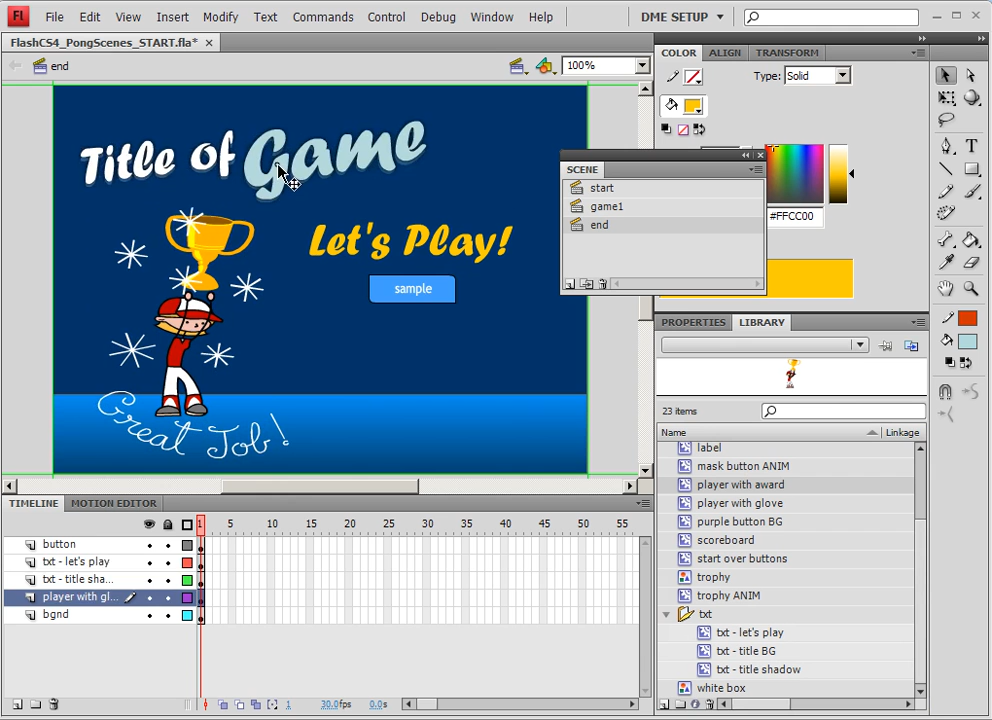 Fl File Edit View Insert Modify Text Commands Control Debug Window Help DME SETUP
FlashCS4_PongScenes_START.fla* ×
end 100%
COLOR ALIGN TRANSFORM
Type: Solid
#FFCC00
SCENE
start
game1
end
Title of Game
Let's Play!
sample
Great Job!
PROPERTIES LIBRARY
23 items
Name Linkage
label
mask button ANIM
player with award
player with glove
purple button BG
scoreboard
start over buttons
trophy
trophy ANIM
txt
txt - let's play
txt - title BG
txt - title shadow
white box
TIMELINE MOTION EDITOR
1 5 10 15 20 25 30 35 40 45 50 55
button
txt - let's play
txt - title sha...
player with gl...
bgnd
1 30.0fps 0.0s